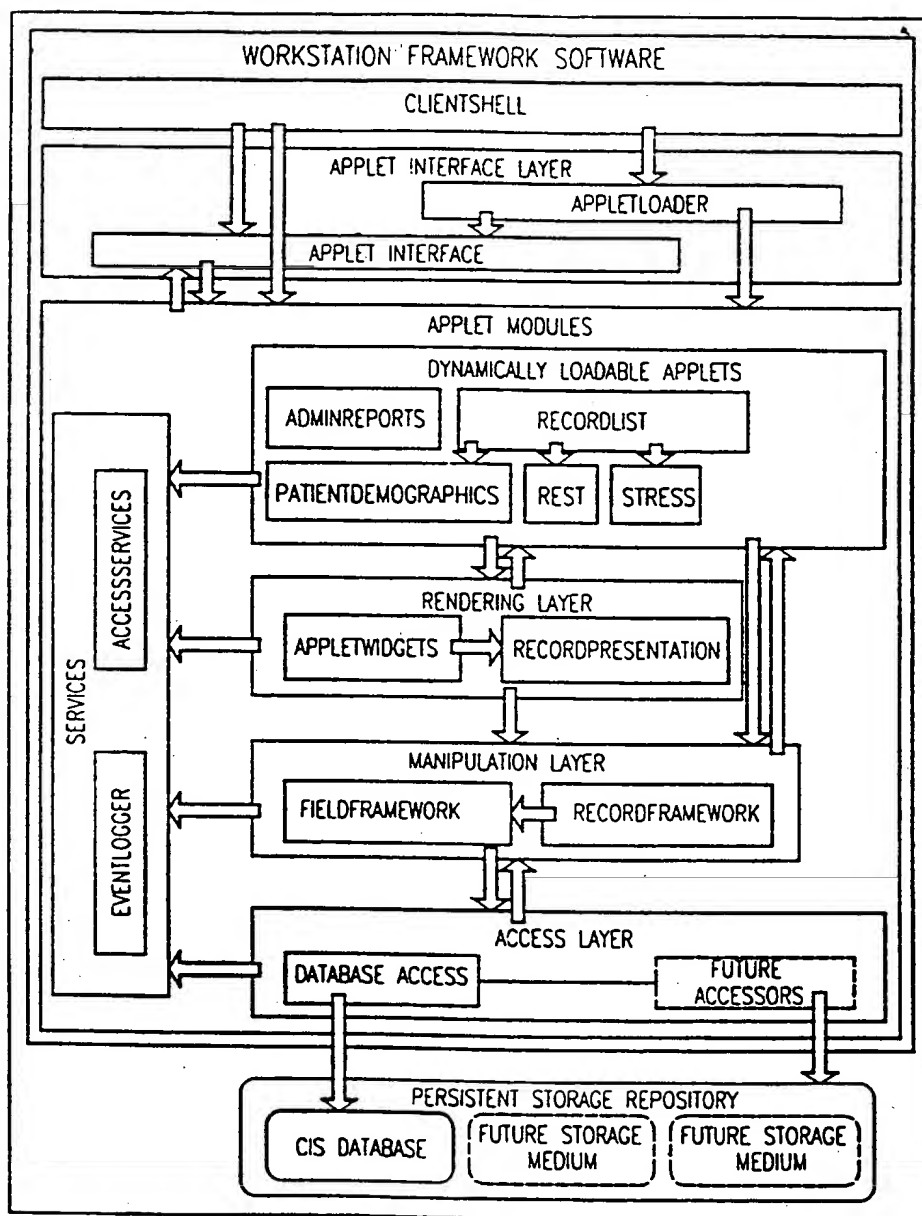 WORKSTATION FRAMEWORK SOFTWARE
CLIENTSHELL
APPLET INTERFACE LAYER
APPLETLOADER
APPLET INTERFACE
APPLET MODULES
DYNAMICALLY LOADABLE APPLETS
ADMINREPORTS
RECORDLIST
PATIENTDEMOGRAPHICS
REST
STRESS
SERVICES
ACCESSSERVICES
EVENTLOGGER
RENDERING LAYER
APPLETWIDGETS
RECORDPRESENTATION
MANIPULATION LAYER
FIELDFRAMEWORK
RECORDFRAMEWORK
ACCESS LAYER
DATABASE ACCESS
FUTURE
ACCESSORS
PERSISTENT STORAGE REPOSITORY
CIS DATABASE
FUTURE STORAGE
MEDIUM
FUTURE STORAGE
MEDIUM